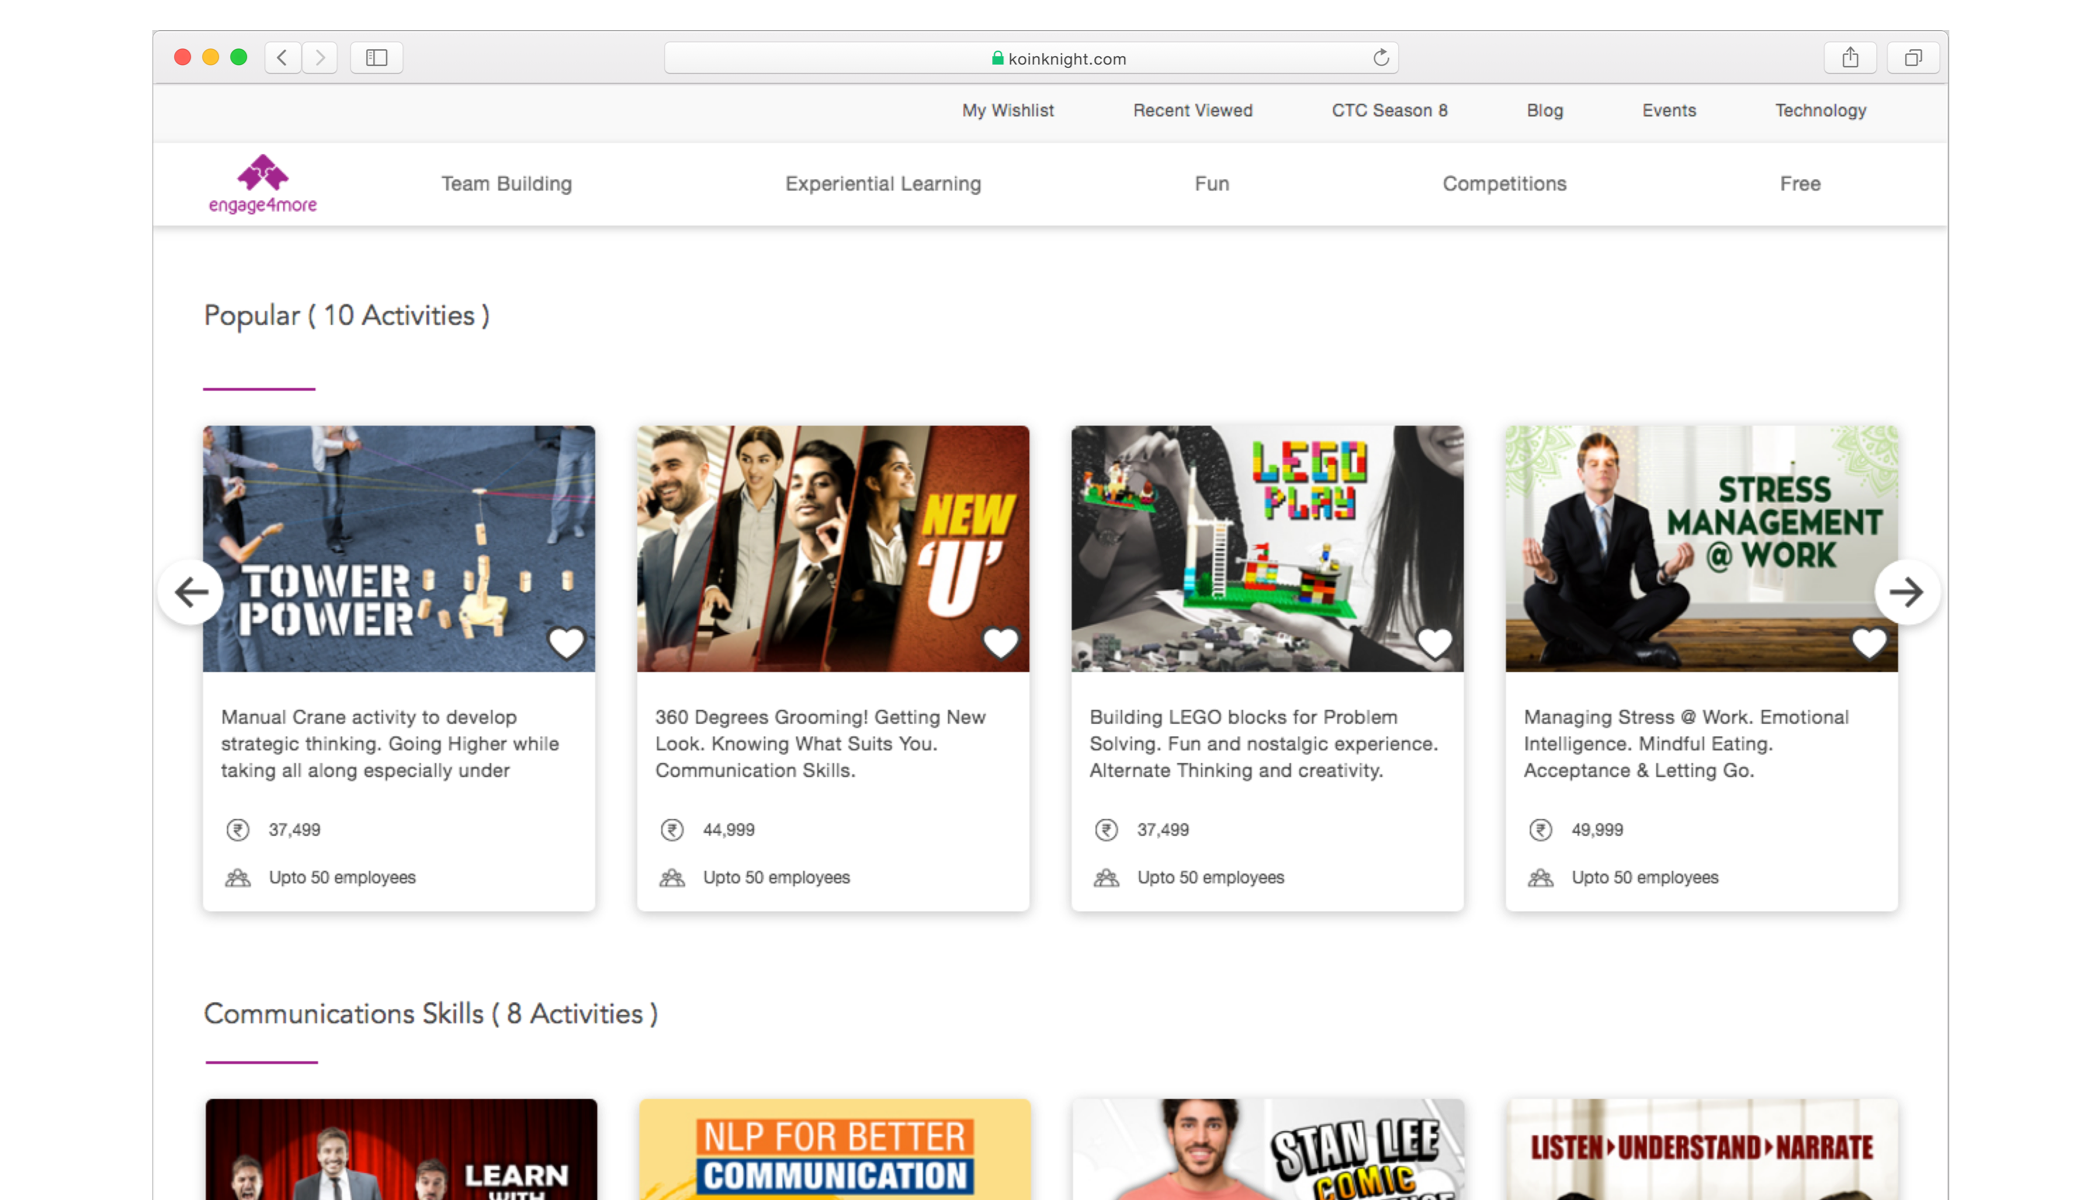 koinknight.com
My Wishlist Recent Viewed CTC Season 8 Blog Events Technology
engage4more Team Building Experiential Learning Fun Competitions Free
Popular ( 10 Activities )
TOWER
POWER
NEW
'U'
LEGO
PLAY
STRESS
MANAGEMENT
@ WORK
Manual Crane activity to develop
strategic thinking. Going Higher while
taking all along especially under
37,499
Upto 50 employees
360 Degrees Grooming! Getting New
Look. Knowing What Suits You.
Communication Skills.
44,999
Upto 50 employees
Building LEGO blocks for Problem
Solving. Fun and nostalgic experience.
Alternate Thinking and creativity.
37,499
Upto 50 employees
Managing Stress @ Work. Emotional
Intelligence. Mindful Eating.
Acceptance & Letting Go.
49,999
Upto 50 employees
Communications Skills ( 8 Activities )
LEARN
WITH
NLP FOR BETTER
COMMUNICATION
STAN LEE
COMIC
LISTEN UNDERSTAND NARRATE